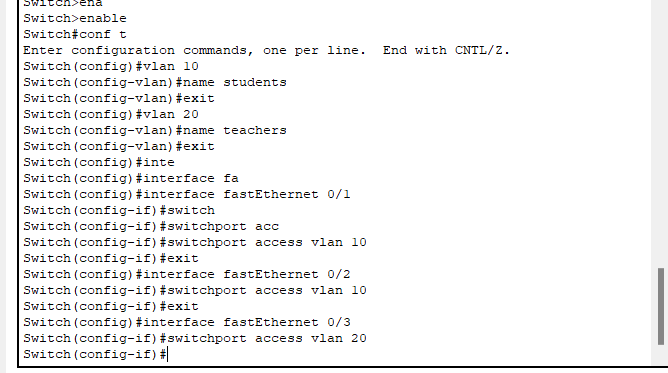 Switch>ena
Switch>enable
Switch#conf t
Enter configuration commands, one per line.  End with CNTL/Z.
Switch(config)#vlan 10
Switch(config-vlan)#name students
Switch(config-vlan)#exit
Switch(config)#vlan 20
Switch(config-vlan)#name teachers
Switch(config-vlan)#exit
Switch(config)#inte
Switch(config)#interface fa
Switch(config)#interface fastEthernet 0/1
Switch(config-if)#switch
Switch(config-if)#switchport acc
Switch(config-if)#switchport access vlan 10
Switch(config-if)#exit
Switch(config)#interface fastEthernet 0/2
Switch(config-if)#switchport access vlan 10
Switch(config-if)#exit
Switch(config)#interface fastEthernet 0/3
Switch(config-if)#switchport access vlan 20
Switch(config-if)#